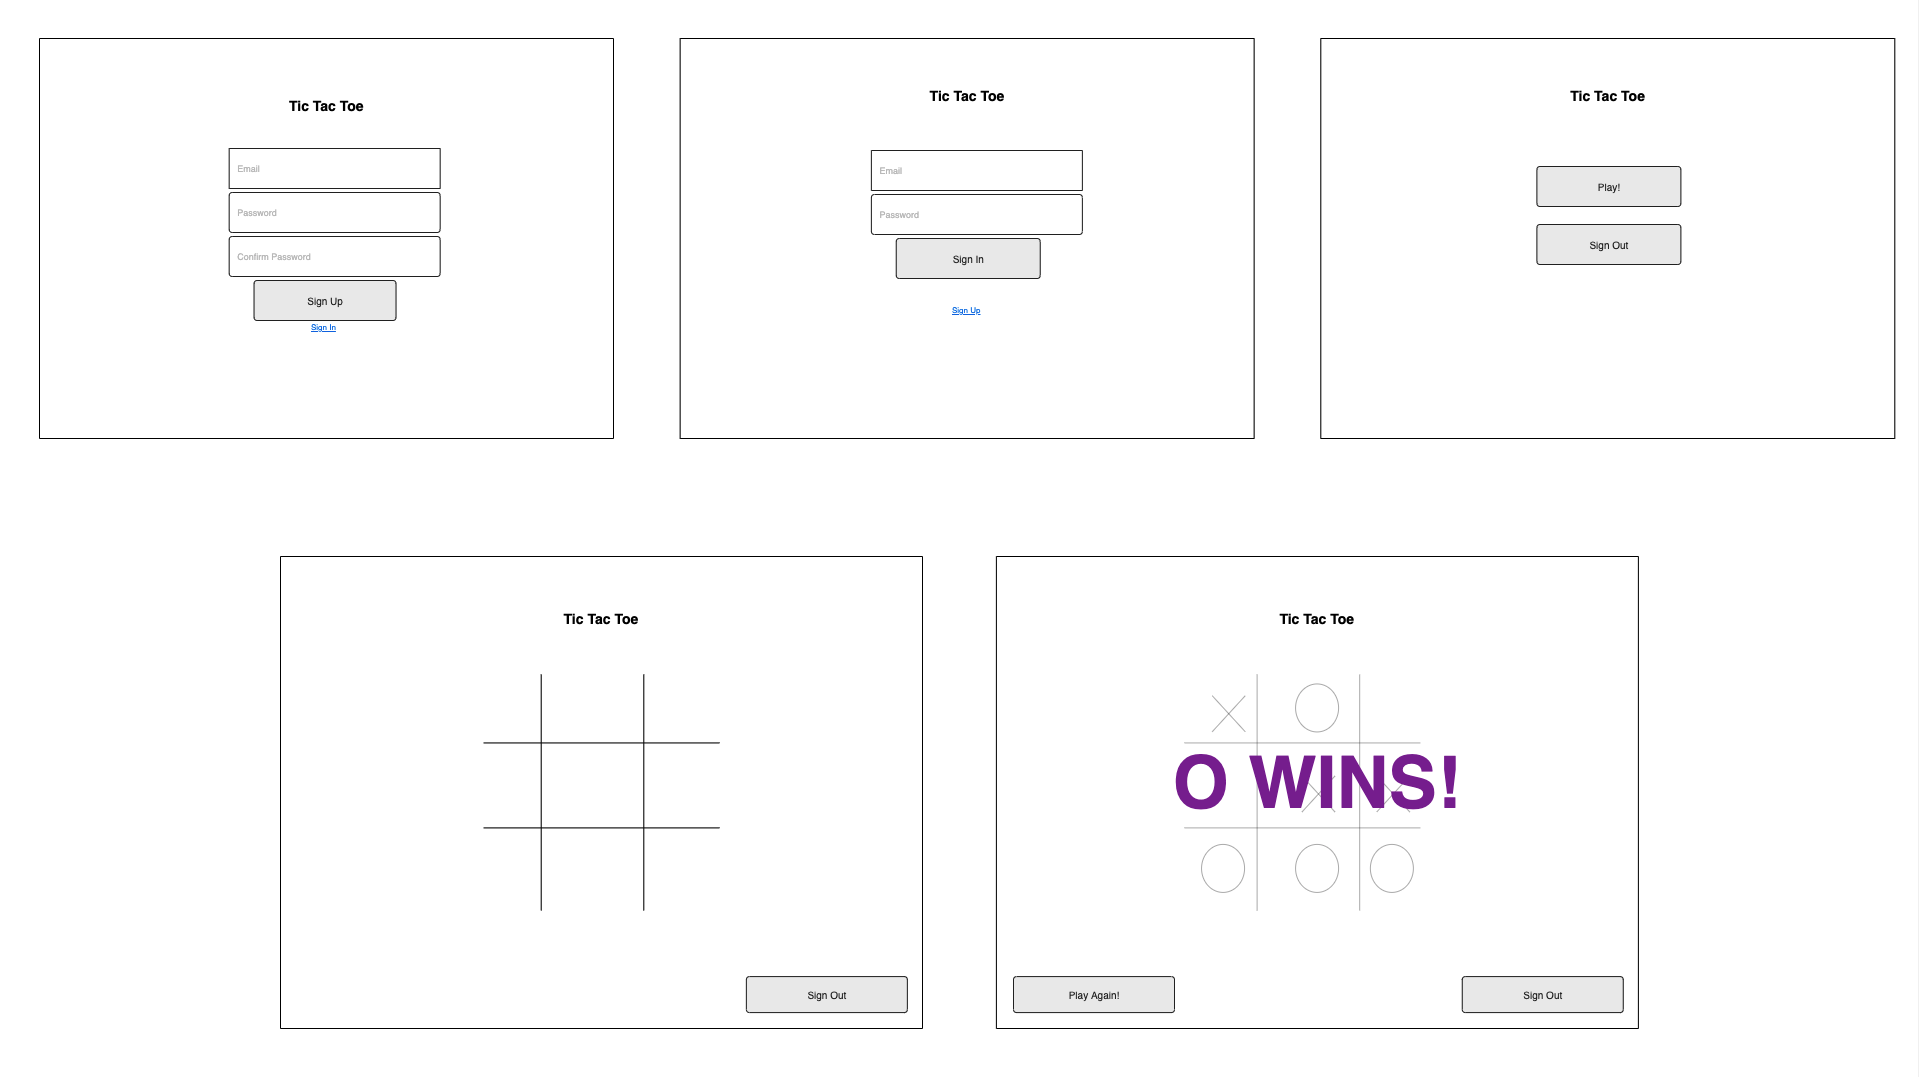 Tic Tac Toe
Email
Password
Confirm Password
Sign Up
Sign In
Tic Tac Toe
Email
Password
Sign In
Sign Up
Tic Tac Toe
Play!
Sign Out
Tic Tac Toe
Sign Out
Tic Tac Toe
O WINS!
Play Again!
Sign Out